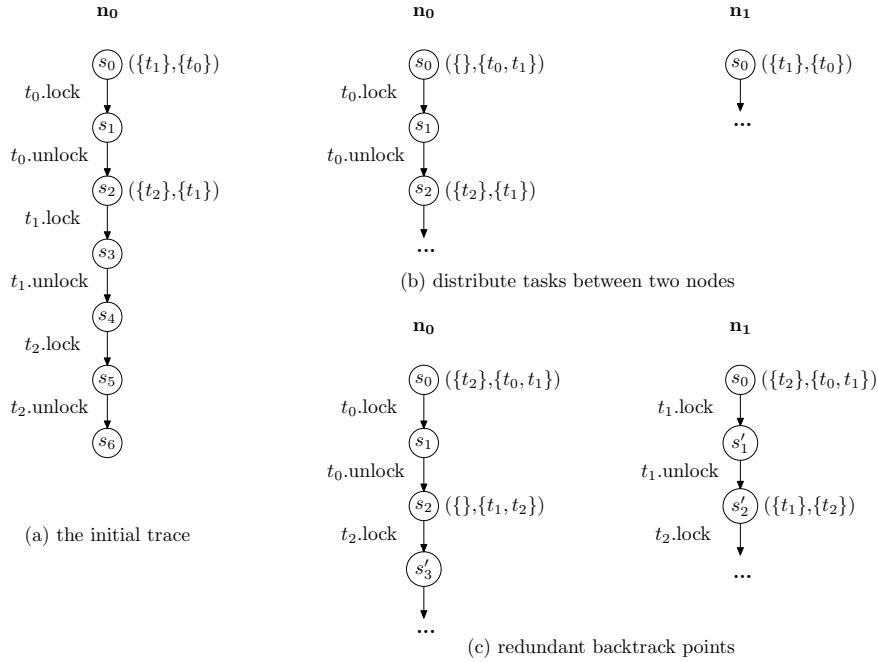 n0
s0 ({t1},{t0})
t0.lock
s1
t0.unlock
s2 ({t2},{t1})
t1.lock
s3
t1.unlock
s4
t2.lock
s5
t2.unlock
s6
(a) the initial trace
n0 n1
s0 ({},{t0, t1}) s0 ({t1},{t0})
t0.lock
s1 ...
t0.unlock
s2 ({t2},{t1})
...
(b) distribute tasks between two nodes
n0 n1
s0 ({t2},{t0, t1}) s0 ({t2},{t0, t1})
t0.lock t1.lock
s1 s′1
t0.unlock t1.unlock
s2 ({},{t1, t2}) s′2 ({t1},{t2})
t2.lock t2.lock
s′3 ...
...
(c) redundant backtrack points